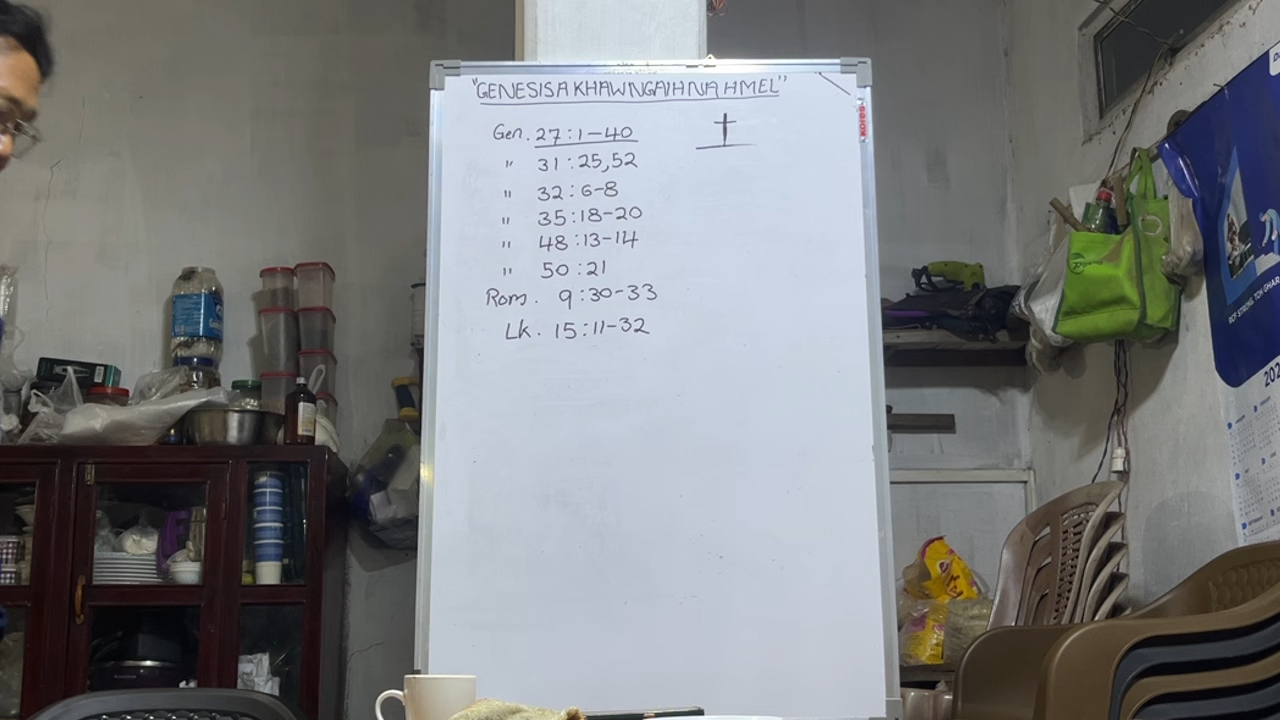 "GENESISA KHAWNGAIHNA HMEL"
Gen. 27:1-40
" 31:25,52
" 32:6-8
" 35:18-20
" 48:13-14
" 50:21
Rom. 9:30-33
Lk. 15:11-32
kores